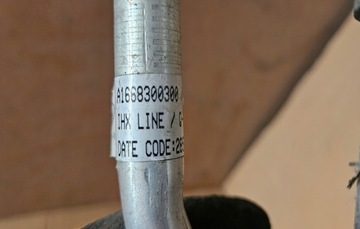 A1668300300
IHX LINE /
DATE CODE: